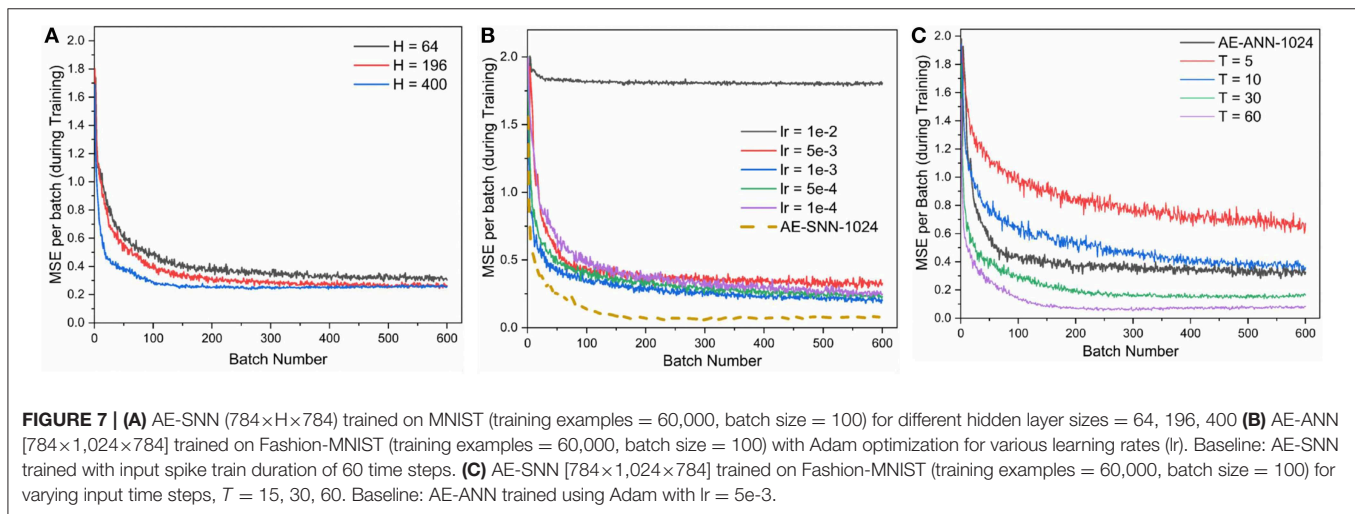 A
2.0
1.8
1.6
1.4
1.2
1.0
0.8
0.6
0.4
0.2
0.0
0
100
200
300
400
500
600
MSE per batch (during Training)
Batch Number
H = 64
H = 196
H = 400
B
2.0
1.5
1.0
0.5
0.0
0
100
200
300
400
500
600
MSE per batch (during Training)
Batch Number
lr = 1e-2
lr = 5e-3
lr = 1e-3
lr = 5e-4
lr = 1e-4
AE-SNN-1024
C
2.0
1.8
1.6
1.4
1.2
1.0
0.8
0.6
0.4
0.2
0.0
0
100
200
300
400
500
600
MSE per Batch (during Training)
Batch Number
AE-ANN-1024
T = 5
T = 10
T = 30
T = 60
FIGURE 7 | (A) AE-SNN (784×H×784) trained on MNIST (training examples = 60,000, batch size = 100) for different hidden layer sizes = 64, 196, 400 (B) AE-ANN
[784×1,024×784] trained on Fashion-MNIST (training examples = 60,000, batch size = 100) with Adam optimization for various learning rates (lr). Baseline: AE-SNN
trained with input spike train duration of 60 time steps. (C) AE-SNN [784×1,024×784] trained on Fashion-MNIST (training examples = 60,000, batch size = 100) for
varying input time steps, T = 15, 30, 60. Baseline: AE-ANN trained using Adam with lr = 5e-3.